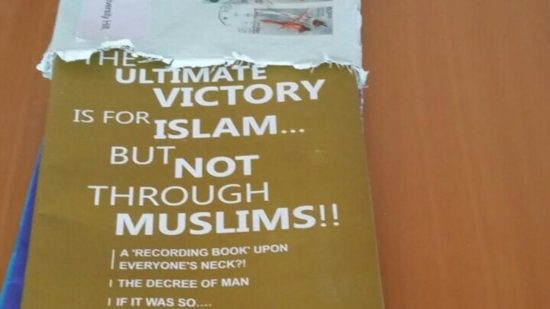 THE
ULTIMATE
VICTORY
IS FOR ISLAM...
BUT NOT
THROUGH
MUSLIMS!!
| A 'RECORDING BOOK' UPON
EVERYONE'S NECK?!
| THE DECREE OF MAN
| IF IT WAS SO....